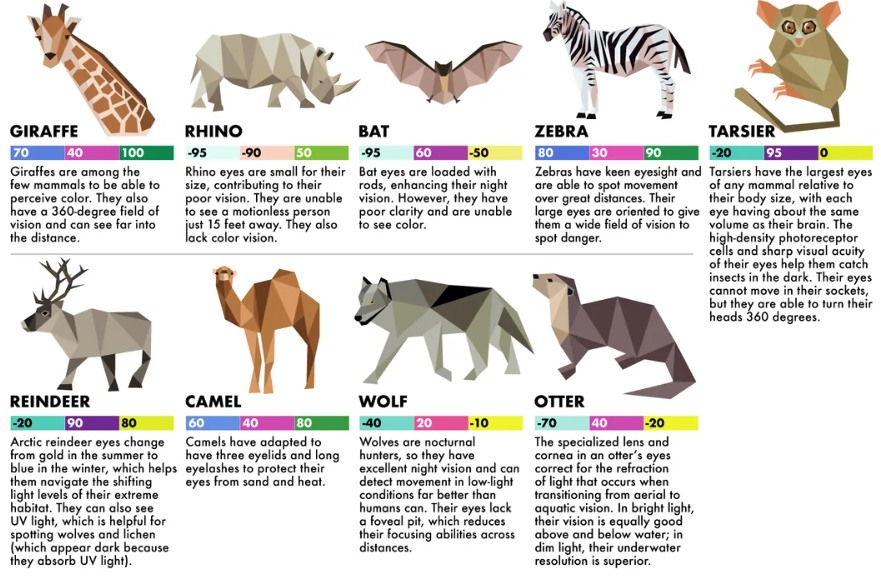 GIRAFFE
70 40 100
Giraffes are among the
few mammals to be able to
perceive color. They also
have a 360-degree field of
vision and can see far into
the distance.
RHINO
-95 -90 50
Rhino eyes are small for their
size, contributing to their
poor vision. They are unable
to see a motionless person
just 15 feet away. They also
lack color vision.
BAT
-95 60 -50
Bat eyes are loaded with
rods, enhancing their night
vision. However, they have
poor clarity and are unable
to see color.
ZEBRA
80 30 90
Zebras have keen eyesight and
are able to spot movement
over great distances. Their
large eyes are oriented to give
them a wide field of vision to
spot danger.
TARSIER
-20 95 0
Tarsiers have the largest eyes
of any mammal relative to
their body size, with each
eye having about the same
volume as their brain. The
high-density photoreceptor
cells and sharp visual acuity
of their eyes help them catch
insects in the dark. Their eyes
cannot move in their sockets,
but they are able to turn their
heads 360 degrees.
REINDEER
-20 90 80
Arctic reindeer eyes change
from gold in the summer to
blue in the winter, which helps
them navigate the shifting
light levels of their extreme
habitat. They can also see
UV light, which is helpful for
spotting wolves and lichen
(which appear dark because
they absorb UV light).
CAMEL
60 40 80
Camels have adapted to
have three eyelids and long
eyelashes to protect their
eyes from sand and heat.
WOLF
-40 20 -10
Wolves are nocturnal
hunters, so they have
excellent night vision and can
detect movement in low-light
conditions far better than
humans can. Their eyes lack
a foveal pit, which reduces
their focusing abilities across
distances.
OTTER
-70 40 -20
The specialized lens and
cornea in an otter's eyes
correct for the refraction
of light that occurs when
transitioning from aerial to
aquatic vision. In bright light,
their vision is equally good
above and below water; in
dim light, their underwater
resolution is superior.